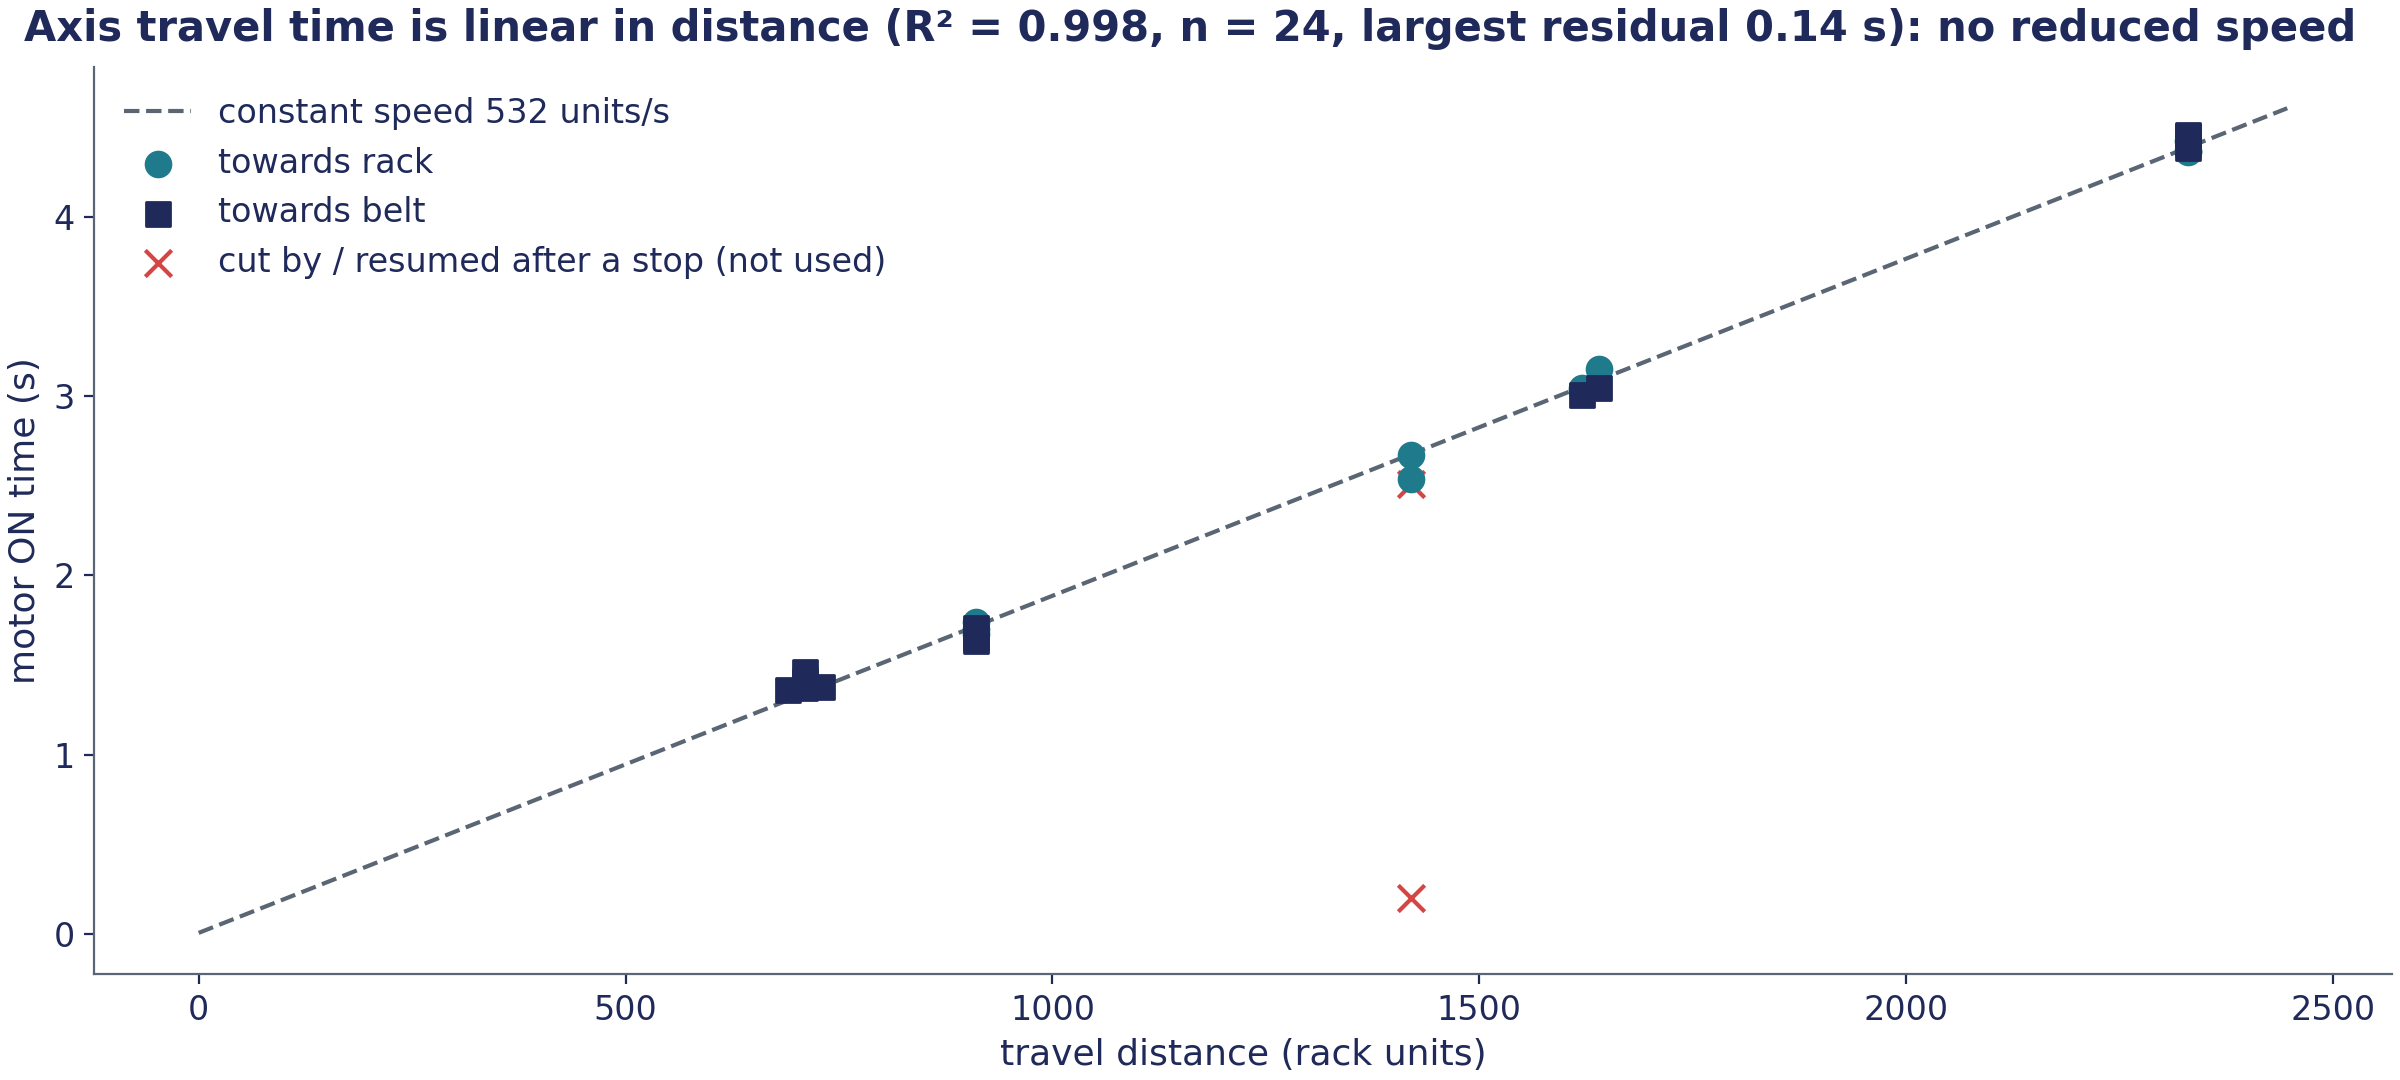 Axis travel time is linear in distance (R² = 0.998, n = 24, largest residual 0.14 s): no reduced speed
constant speed 532 units/s
towards rack
towards belt
cut by / resumed after a stop (not used)
motor ON time (s)
4
3
2
1
0
0 500 1000 1500 2000 2500
travel distance (rack units)